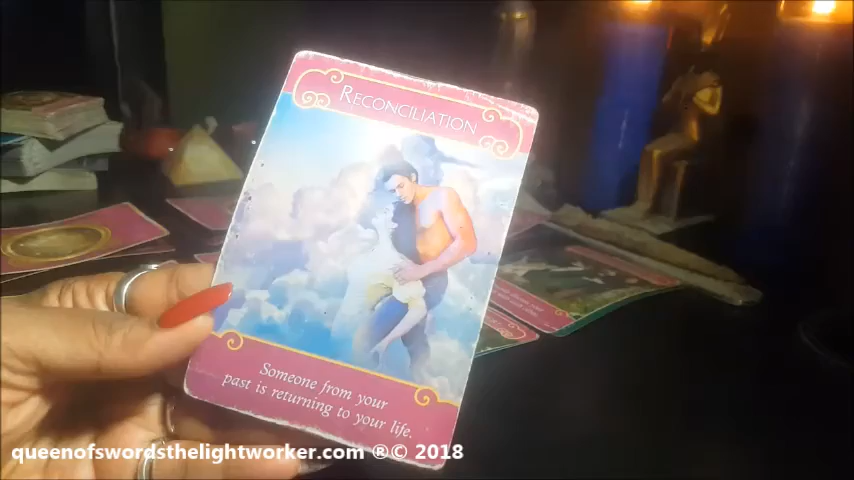 RECONCILIATION
Someone from your
past is returning to your life.
queenofswordsthelightworker.com ®© 2018